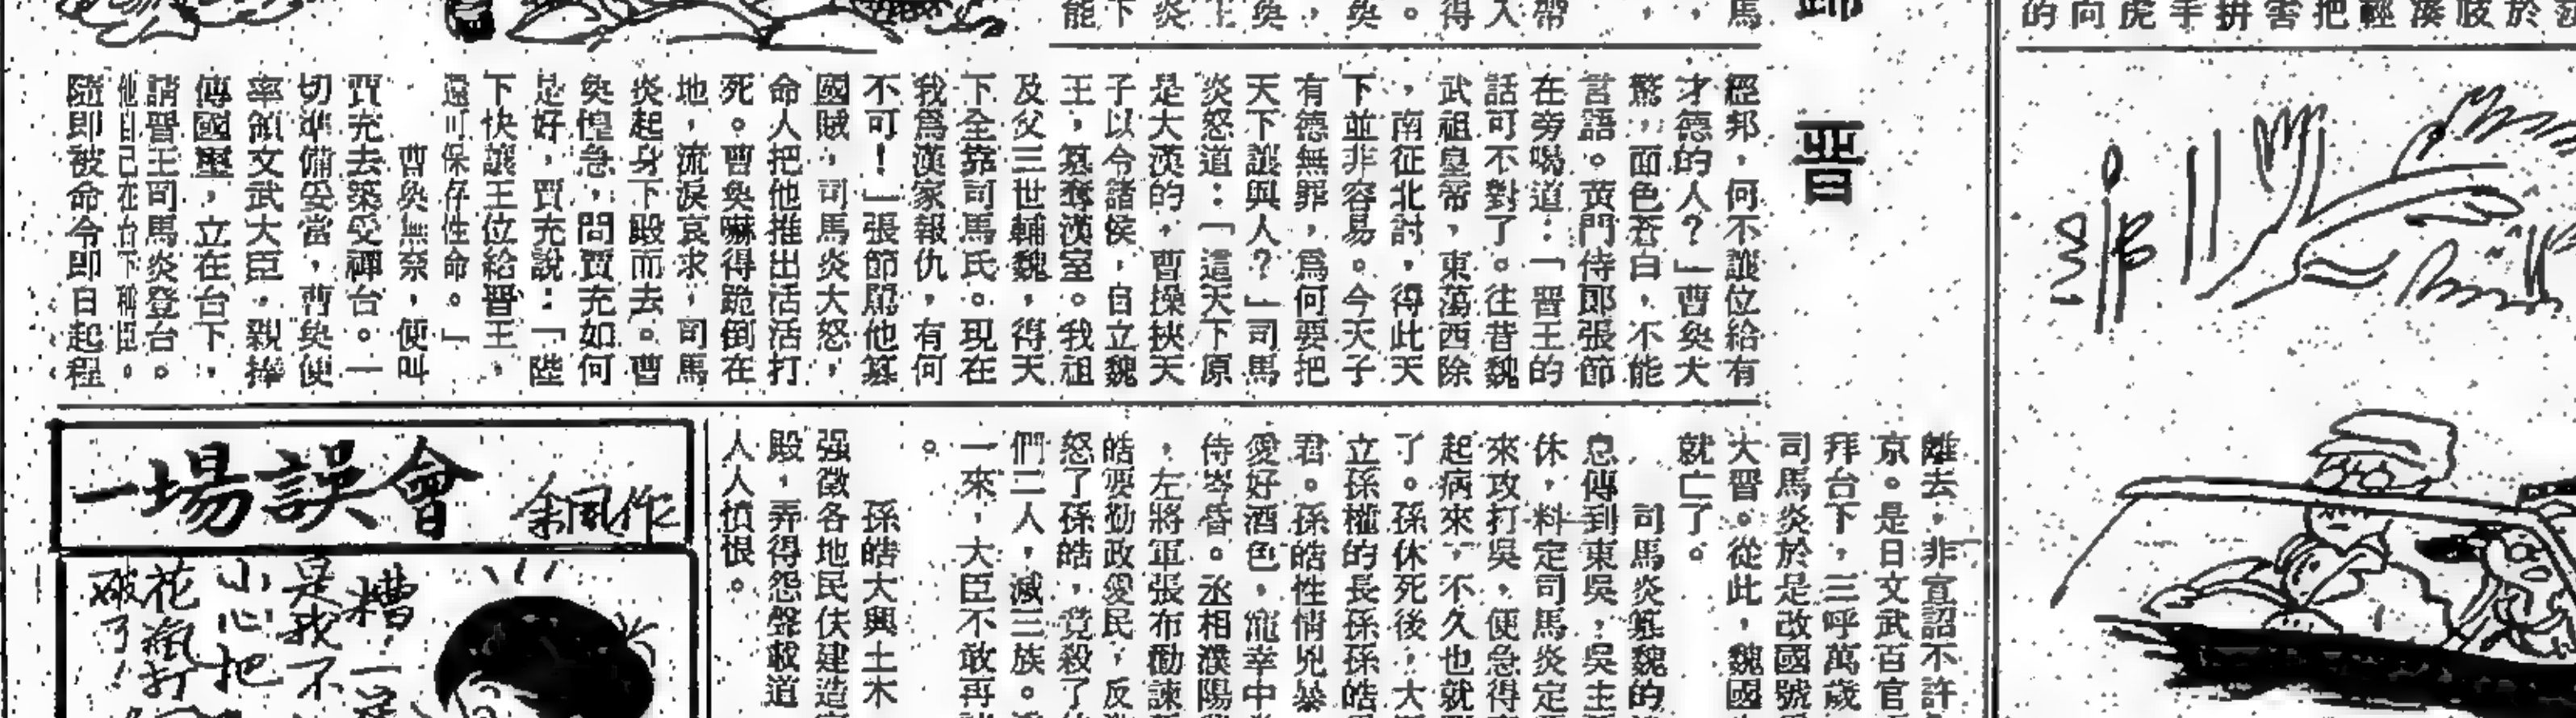 晉
經邦，何不讓位給有
才德的人？」曹奐大
驚，面色蒼白，不能
言語。黃門侍郎張節
在旁喝道：「晋王的
話可不對了。往昔魏
武祖皇帝，東蕩西除
，南征北討，得此天
下並非容易。今天子
有德無罪，爲何要把
天下讓與人？」司馬
炎怒道：「這天下原
是大漢的，曹操挾天
子以令諸侯，自立魏
王，篡奪漢室。我祖
及父三世輔魏，得天
下全靠司馬氏。現在
我爲漢家報仇，有何
不可！」張節駡他篡
國賊，司馬炎大怒，
命人把他推出活活打
死。曹奐嚇得跪倒在
地，流淚哀求，司馬
炎起身下殿而去。曹
奐惶急，問賈充如何
是好，賈充說：「陛
下快讓王位給晉王，
還可保存性命。」
曹奐無奈，便叫
賈充去築受禪台。一
切準備妥當，曹奐便
率領文武大臣，親捧
傳國璽，立在台下，
請晉王司馬炎登台。
他自己在台下稱臣。
隨即被命令即日起程
離去，非宣詔不許
京。是日文武百官
拜台下，三呼萬歲
司馬炎於是改國號
大晋。從此，魏國
就亡了。
司馬炎篡魏的
息傳到東吳，吳主
休，料定司馬炎定
來攻打吳，便急得
起病來，不久也就
了。孫休死後，大
立孫權的長孫孫皓
君。孫皓性情兇暴
愛好酒色，寵幸中
侍岑昏。丞相濮陽
，左將軍張布勸諫
皓要勤政愛民，反
怒了孫皓，竟殺了
們二人，滅三族。
一來，大臣不敢再
。
孫皓大興土木
强徵各地民伕建造
殿，弄得怨聲載道
人人憤恨。
一場誤會
作
糟，一
是我不
小心把
花瓶打
破了！